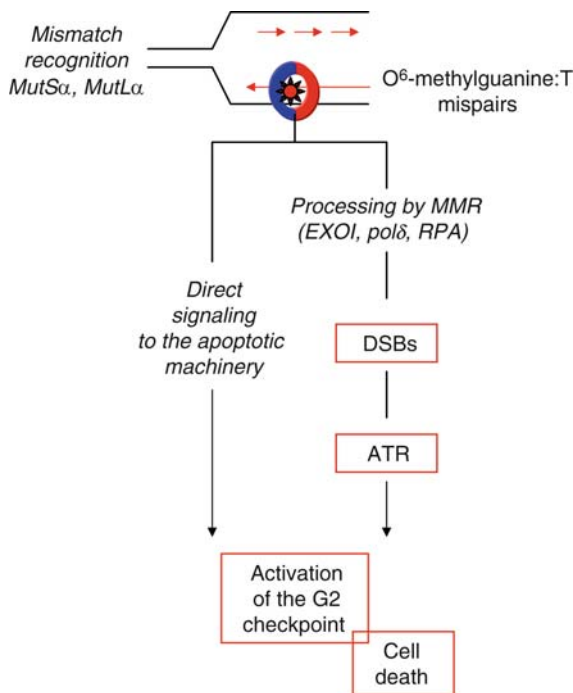 Mismatch
recognition
MutSα, MutLα
O⁶-methylguanine:T
mispairs
Processing by MMR
(EXOI, polδ, RPA)
Direct
signaling
to the apoptotic
machinery
DSBs
ATR
Activation
of the G2
checkpoint
Cell
death